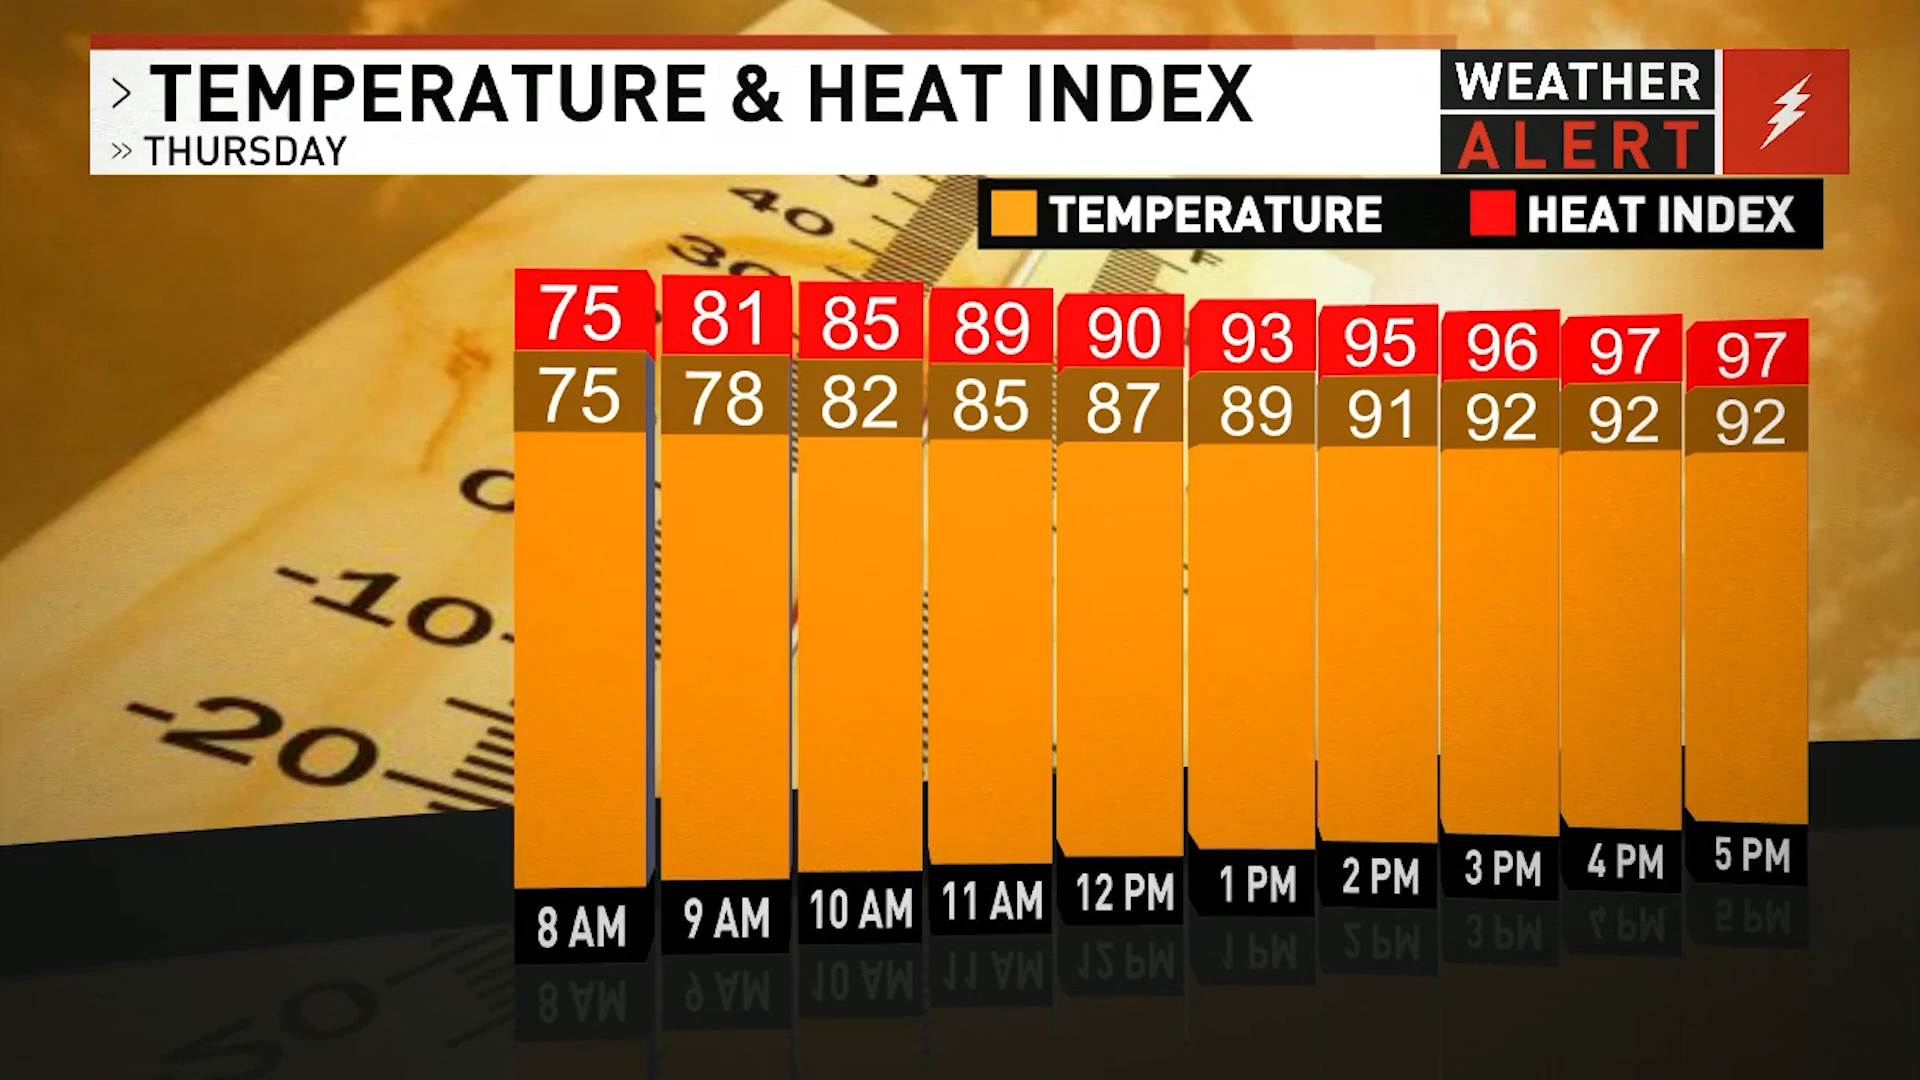 > TEMPERATURE & HEAT INDEX
>> THURSDAY
WEATHER
ALERT
TEMPERATURE HEAT INDEX
75 81 85 89 90 93 95 96 97 97
75 78 82 85 87 89 91 92 92 92
8 AM 9 AM 10 AM 11 AM 12 PM 1 PM 2 PM 3 PM 4 PM 5 PM
40
30
0
-10
-20